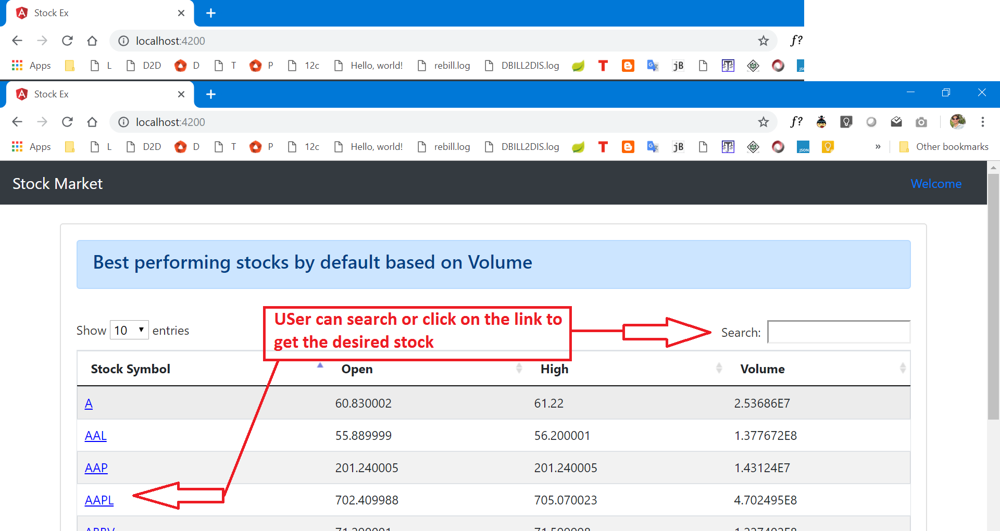 Stock Ex
localhost:4200
f?
Apps L D2D D T P 12c Hello, world! rebill.log DBILL2DIS.log T jB
Stock Ex
localhost:4200
f?
Apps L D2D D T P 12c Hello, world! rebill.log DBILL2DIS.log T jB JSON » Other bookmarks
Stock Market Welcome
Best performing stocks by default based on Volume
USer can search or click on the link to
get the desired stock
Show 10 entries Search:
Stock Symbol Open High Volume
A 60.830002 61.22 2.53686E7
AAL 55.889999 56.200001 1.377672E8
AAP 201.240005 201.240005 1.43124E7
AAPL 702.409988 705.070023 4.702495E8